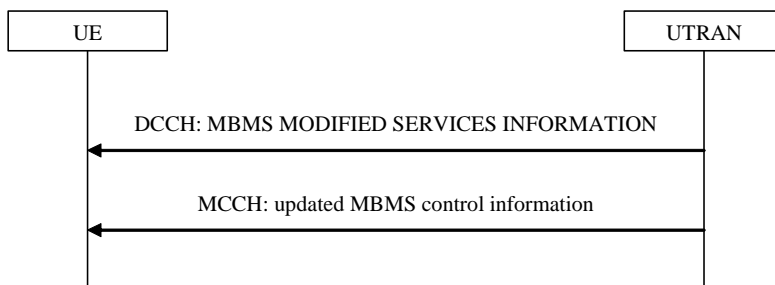 UE
UTRAN
DCCH: MBMS MODIFIED SERVICES INFORMATION
MCCH: updated MBMS control information